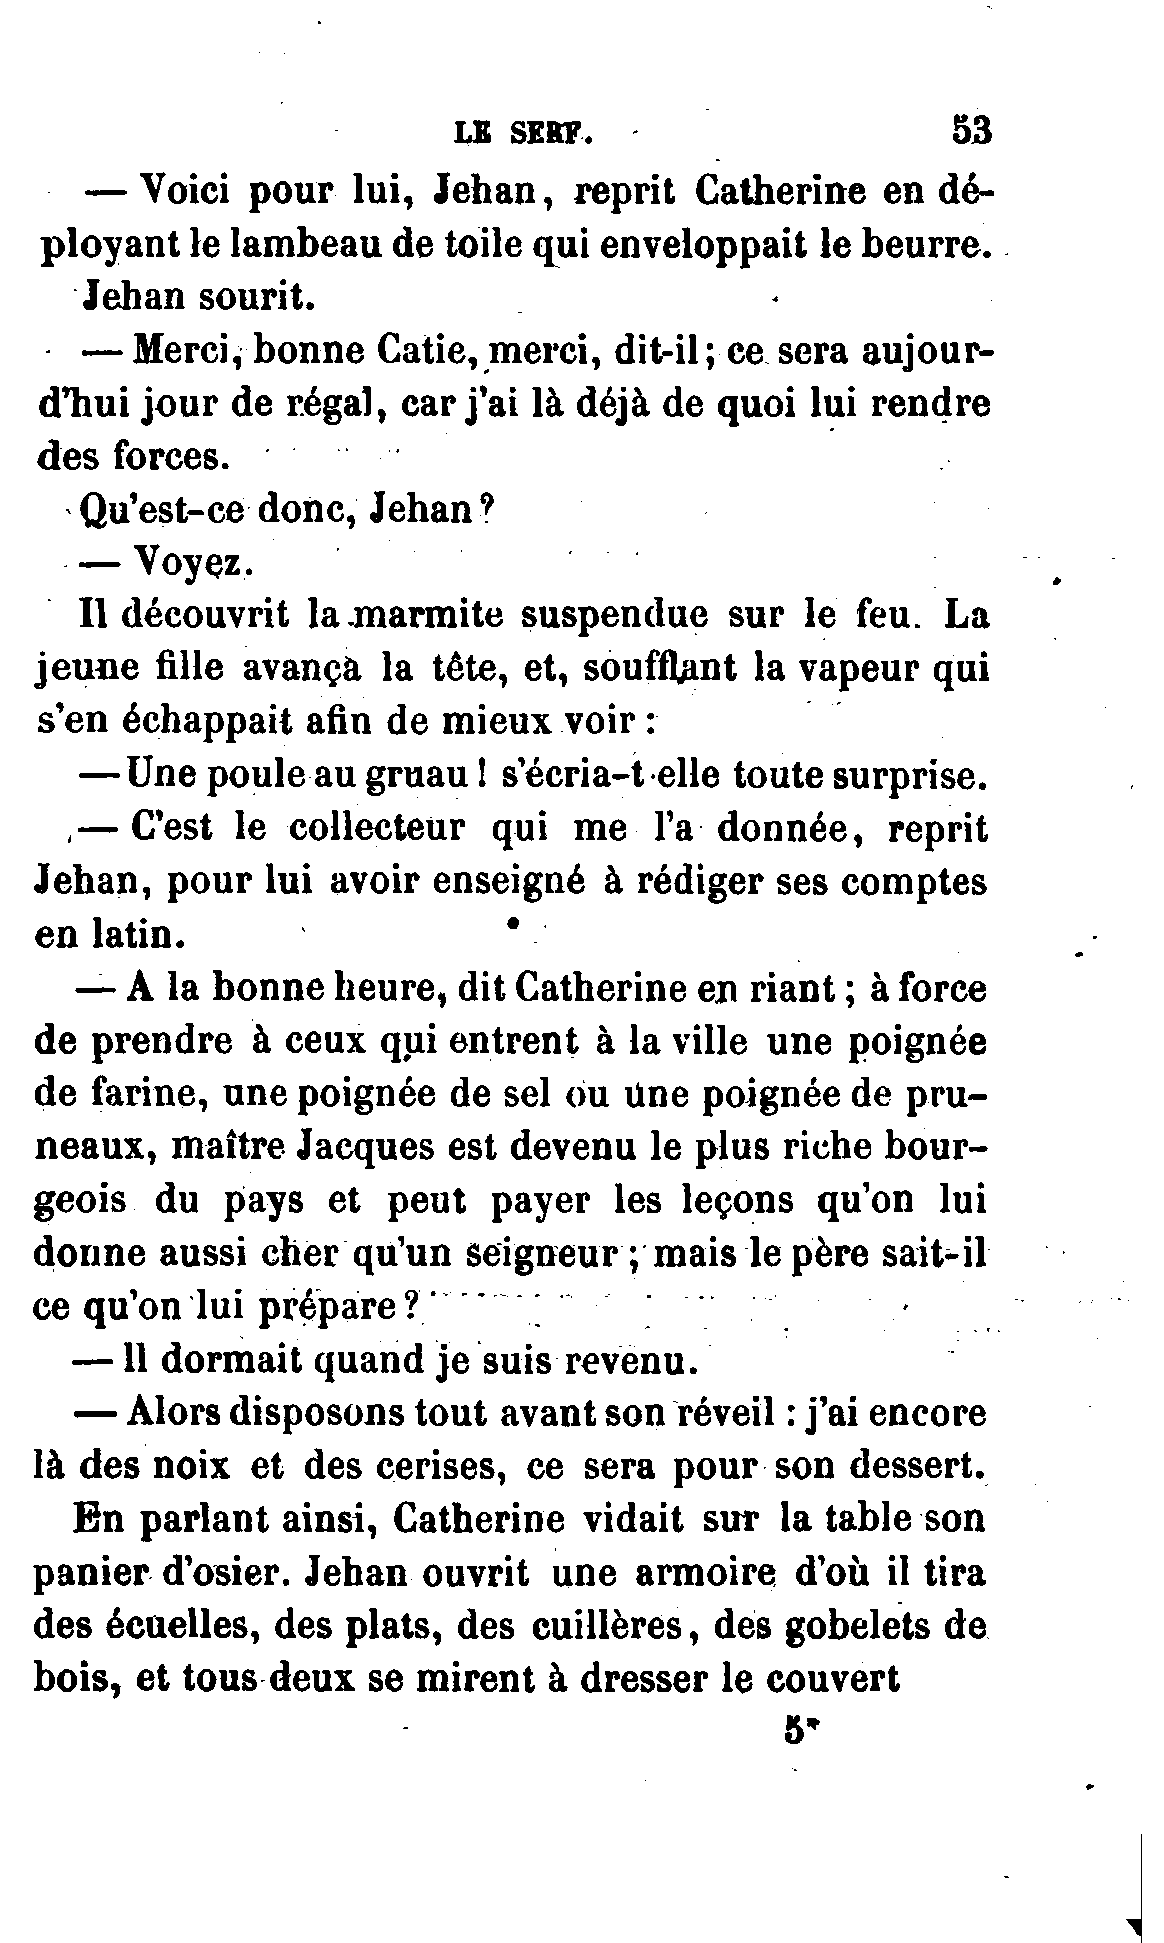 LE SERF. 53
— Voici pour lui, Jehan, reprit Catherine en dé-
ployant le lambeau de toile qui enveloppait le beurre.
Jehan sourit.
— Merci, bonne Catie, merci, dit-il; ce sera aujour-
d'hui jour de régal, car j'ai là déjà de quoi lui rendre
des forces.
Qu'est-ce donc, Jehan?
— Voyez.
Il découvrit la marmite suspendue sur le feu. La
jeune fille avança la tête, et, soufflant la vapeur qui
s'en échappait afin de mieux voir :
— Une poule au gruau! s'écria-t-elle toute surprise.
— C'est le collecteur qui me l'a donnée, reprit
Jehan, pour lui avoir enseigné à rédiger ses comptes
en latin.
— A la bonne heure, dit Catherine en riant; à force
de prendre à ceux qui entrent à la ville une poignée
de farine, une poignée de sel ou une poignée de pru-
neaux, maître Jacques est devenu le plus riche bour-
geois du pays et peut payer les leçons qu'on lui
donne aussi cher qu'un seigneur; mais le père sait-il
ce qu'on lui prépare?
— Il dormait quand je suis revenu.
— Alors disposons tout avant son réveil : j'ai encore
là des noix et des cerises, ce sera pour son dessert.
En parlant ainsi, Catherine vidait sur la table son
panier d'osier. Jehan ouvrit une armoire d'où il tira
des écuelles, des plats, des cuillères, des gobelets de
bois, et tous deux se mirent à dresser le couvert
5*